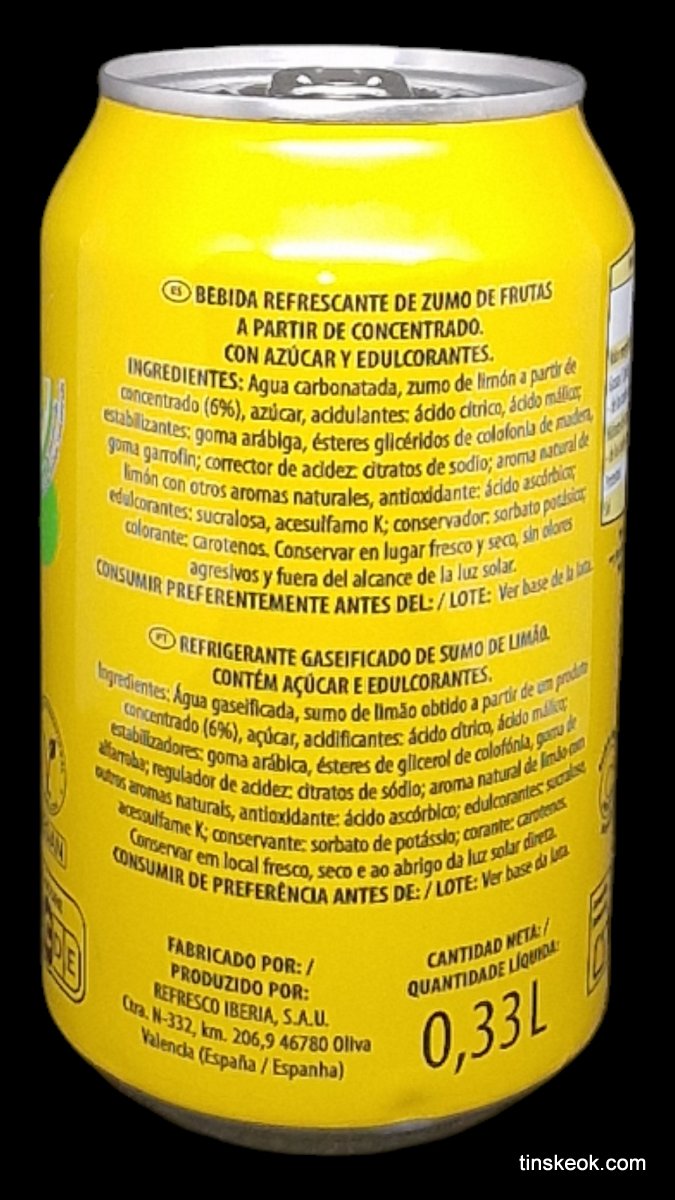 ES BEBIDA REFRESCANTE DE ZUMO DE FRUTAS
A PARTIR DE CONCENTRADO.
CON AZÚCAR Y EDULCORANTES.
INGREDIENTES: Agua carbonatada, zumo de limón a partir de
concentrado (6%), azúcar, acidulantes: ácido cítrico, ácido málico;
estabilizantes: goma arábiga, ésteres glicéridos de colofonia de madera,
goma garrofín; corrector de acidez: citratos de sodio; aroma natural de
limón con otros aromas naturales, antioxidante: ácido ascórbico;
edulcorantes: sucralosa, acesulfamo K; conservador: sorbato potásico;
colorante: carotenos. Conservar en lugar fresco y seco, sin olores
agresivos y fuera del alcance de la luz solar.
CONSUMIR PREFERENTEMENTE ANTES DEL: / LOTE: Ver base de la lata.
PT REFRIGERANTE GASEIFICADO DE SUMO DE LIMÃO.
CONTÉM AÇÚCAR E EDULCORANTES.
Ingredientes: Água gaseificada, sumo de limão obtido a partir de um produto
concentrado (6%), açúcar, acidificantes: ácido cítrico, ácido málico;
estabilizadores: goma arábica, ésteres de glicerol de colofónia, goma de
alfarroba; regulador de acidez: citratos de sódio; aroma natural de limão com
outros aromas naturais, antioxidante: ácido ascórbico; edulcorantes: sucralose,
acessulfame K; conservante: sorbato de potássio; corante: carotenos.
Conservar em local fresco, seco e ao abrigo da luz solar direta.
CONSUMIR DE PREFERÊNCIA ANTES DE: / LOTE: Ver base da lata.
FABRICADO POR: /
PRODUZIDO POR:
REFRESCO IBERIA, S.A.U.
Ctra. N-332, km. 206,9 46780 Oliva
Valencia (España / Espanha)
CANTIDAD NETA: /
QUANTIDADE LÍQUIDA:
0,33L
D E
tinskeok.com